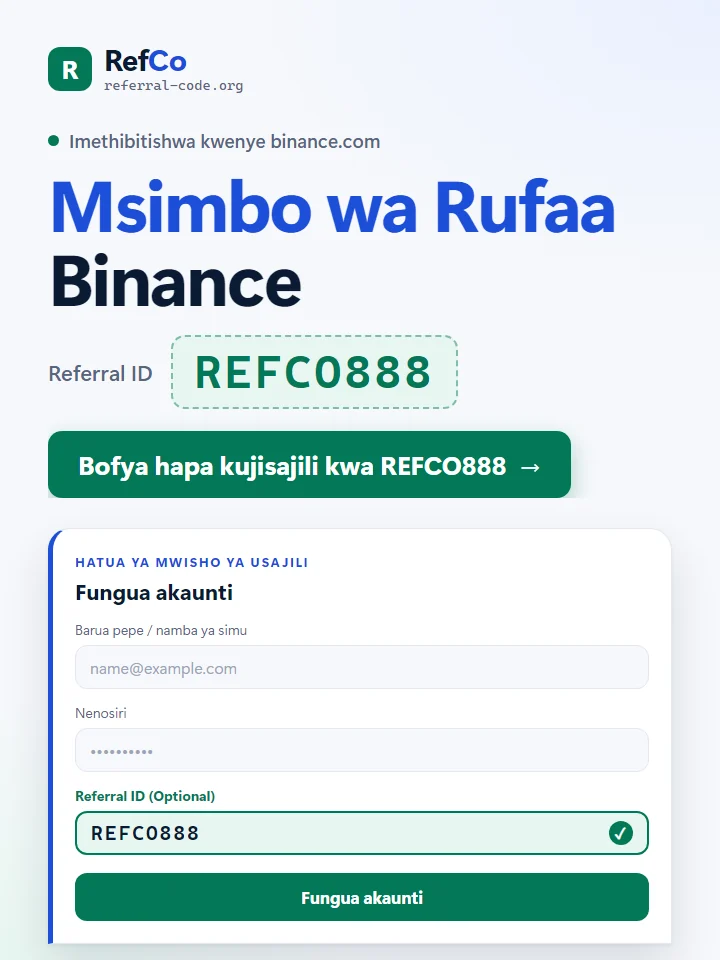 R
RefCo
referral-code.org
Imethibitishwa kwenye binance.com
Msimbo wa Rufaa
Binance
Referral ID
REFCO888
Bofya hapa kujisajili kwa REFCO888 →
HATUA YA MWISHO YA USAJILI
Fungua akaunti
Barua pepe / namba ya simu
name@example.com
Nenosiri
••••••••••
Referral ID (Optional)
REFCO888
Fungua akaunti